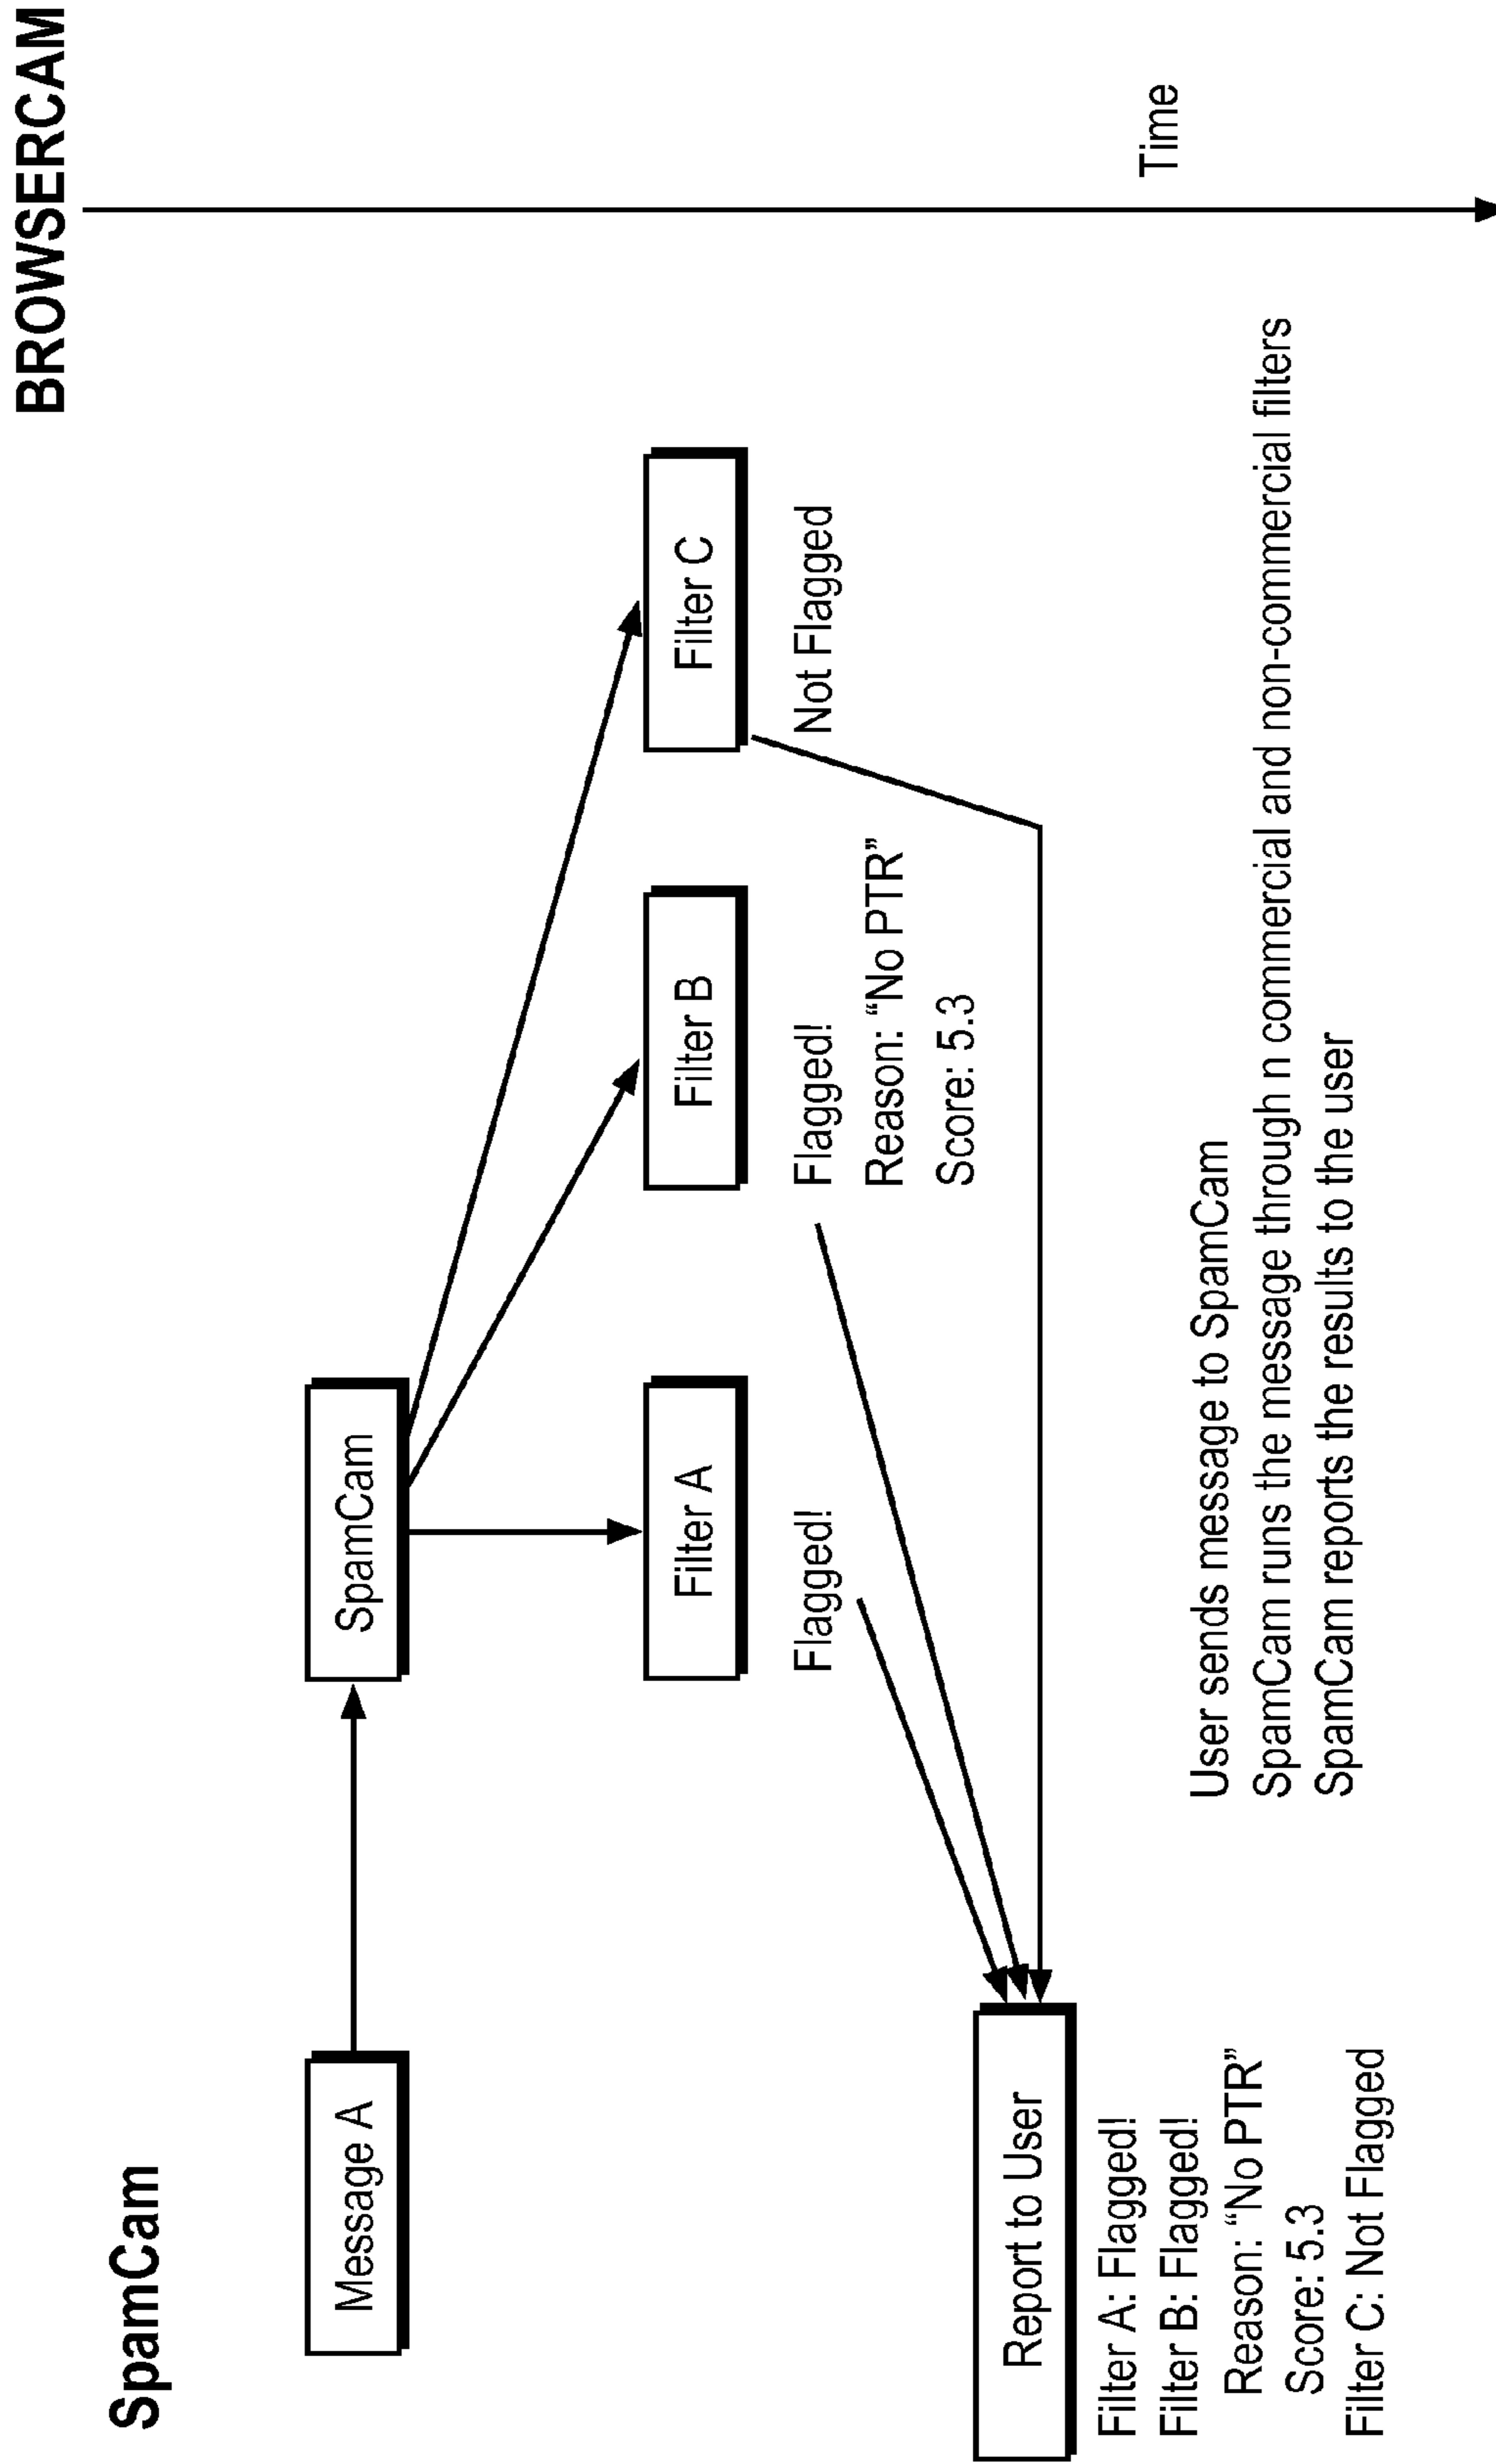 BROWSERCAM
SpamCam
Message A
SpamCam
Filter A
Filter B
Filter C
Flagged!
Flagged!
Reason: “No PTR”
Score: 5.3
Not Flagged
Time
Report to User
Filter A: Flagged!
Filter B: Flagged!
Reason: “No PTR”
Score: 5.3
Filter C: Not Flagged
User sends message to SpamCam
SpamCam runs the message through n commercial and non-commercial filters
SpamCam reports the results to the user